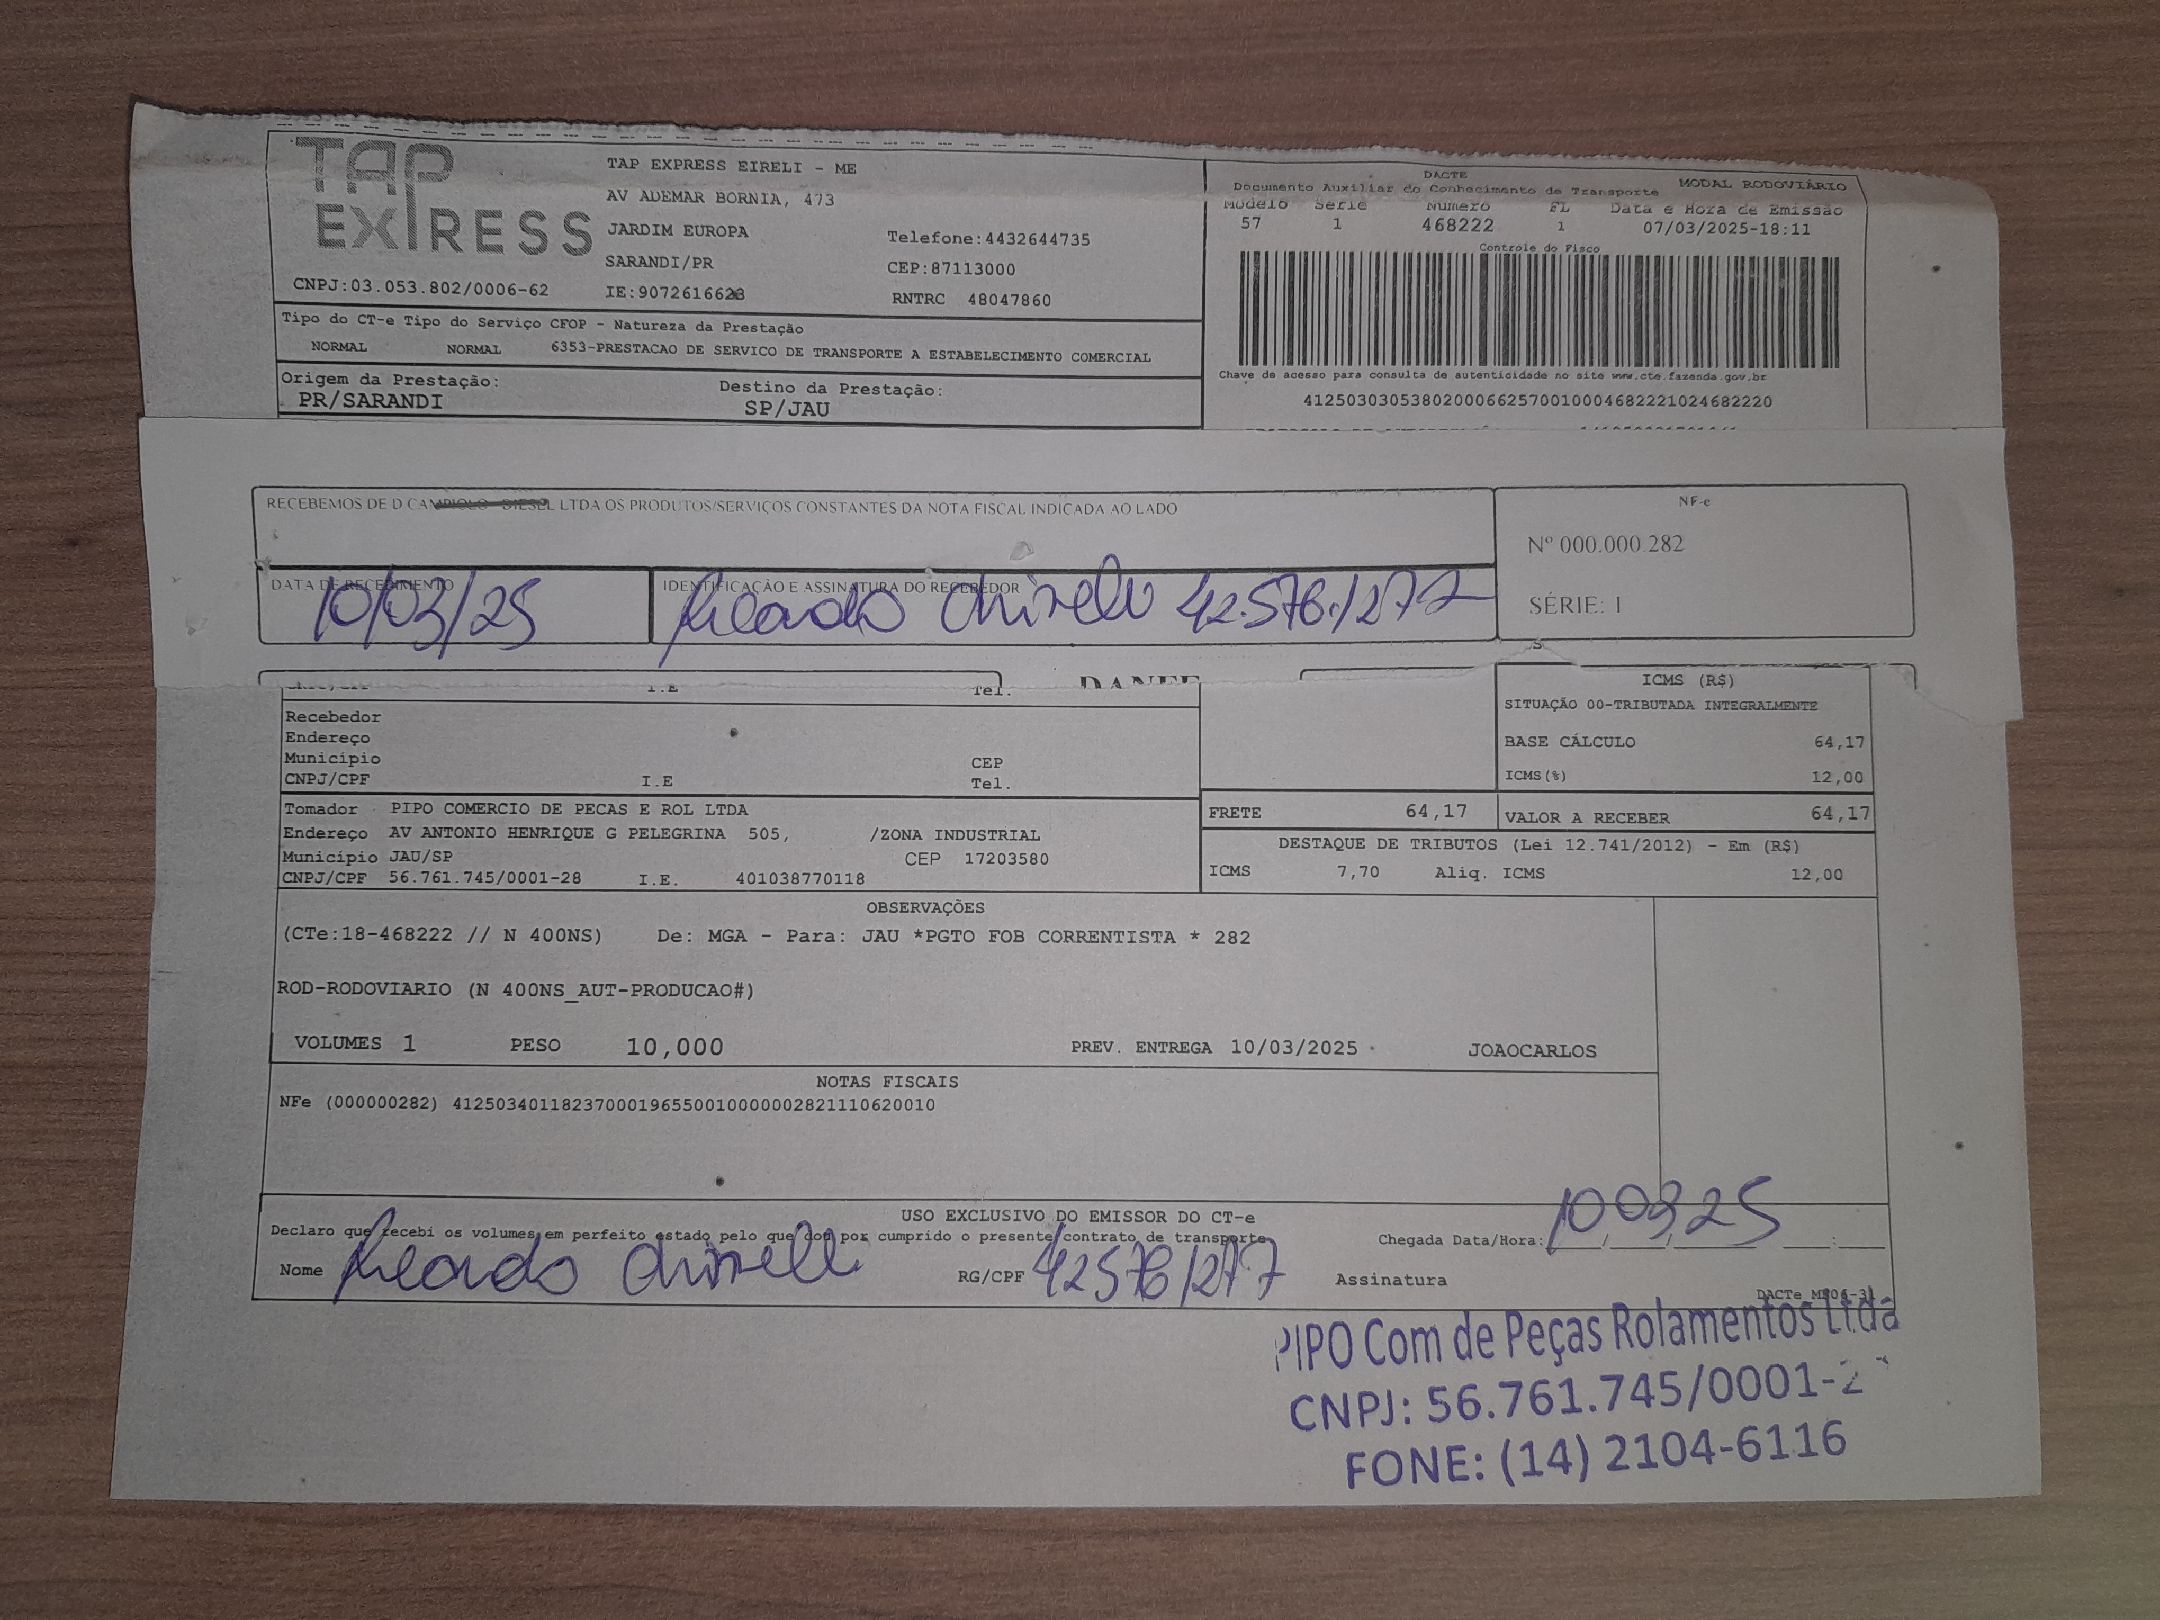 TAP EXPRESS
TAP EXPRESS EIRELI - ME
AV ADEMAR BORNIA, 473
JARDIM EUROPA Telefone:4432644735
SARANDI/PR CEP:87113000
CNPJ:03.053.802/0006-62 IE:9072616628 RNTRC 48047860
DACTE MODAL RODOVIÁRIO
Documento Auxiliar do Conhecimento de Transporte
Modelo Serie Numero FL Data e Hora de Emissão
57 1 468222 1 07/03/2025-18:11
Controle do Fisco
Tipo do CT-e Tipo do Serviço CFOP - Natureza da Prestação
NORMAL NORMAL 6353-PRESTACAO DE SERVICO DE TRANSPORTE A ESTABELECIMENTO COMERCIAL
Chave de acesso para consulta de autenticidade no site www.cte.fazenda.gov.br
41250303053802000662570010004682221024682220
Origem da Prestação: Destino da Prestação:
PR/SARANDI SP/JAU
RECEBEMOS DE D CAMPIOLO DIESEL LTDA OS PRODUTOS/SERVIÇOS CONSTANTES DA NOTA FISCAL INDICADA AO LADO
NF-e
Nº 000.000.282
SÉRIE: 1
DATA DE RECEBIMENTO IDENTIFICAÇÃO E ASSINATURA DO RECEBEDOR
10/03/25 42.576.1277
DANFE
I.E Tel.
Recebedor
Endereço
Município CEP
CNPJ/CPF I.E Tel.
ICMS (R$)
SITUAÇÃO 00-TRIBUTADA INTEGRALMENTE
BASE CÁLCULO 64,17
ICMS(%) 12,00
Tomador PIPO COMERCIO DE PECAS E ROL LTDA
Endereço AV ANTONIO HENRIQUE G PELEGRINA 505, /ZONA INDUSTRIAL
Município JAU/SP CEP 17203580
CNPJ/CPF 56.761.745/0001-28 I.E. 401038770118
FRETE 64,17 VALOR A RECEBER 64,17
DESTAQUE DE TRIBUTOS (Lei 12.741/2012) - Em (R$)
ICMS 7,70 Aliq. ICMS 12,00
OBSERVAÇÕES
(CTe:18-468222 // N 400NS) De: MGA - Para: JAU *PGTO FOB CORRENTISTA * 282
ROD-RODOVIARIO (N 400NS_AUT-PRODUCAO#)
VOLUMES 1 PESO 10,000 PREV. ENTREGA 10/03/2025 JOAOCARLOS
NOTAS FISCAIS
NFe (000000282) 41250340118237000196550010000002821110620010
USO EXCLUSIVO DO EMISSOR DO CT-e
Declaro que recebi os volumes em perfeito estado pelo que dou por cumprido o presente contrato de transporte
Chegada Data/Hora: 10 03 25
Nome RG/CPF 425761277 Assinatura
DACTe
PIPO Com de Peças Rolamentos Ltda
CNPJ: 56.761.745/0001-2
FONE: (14) 2104-6116